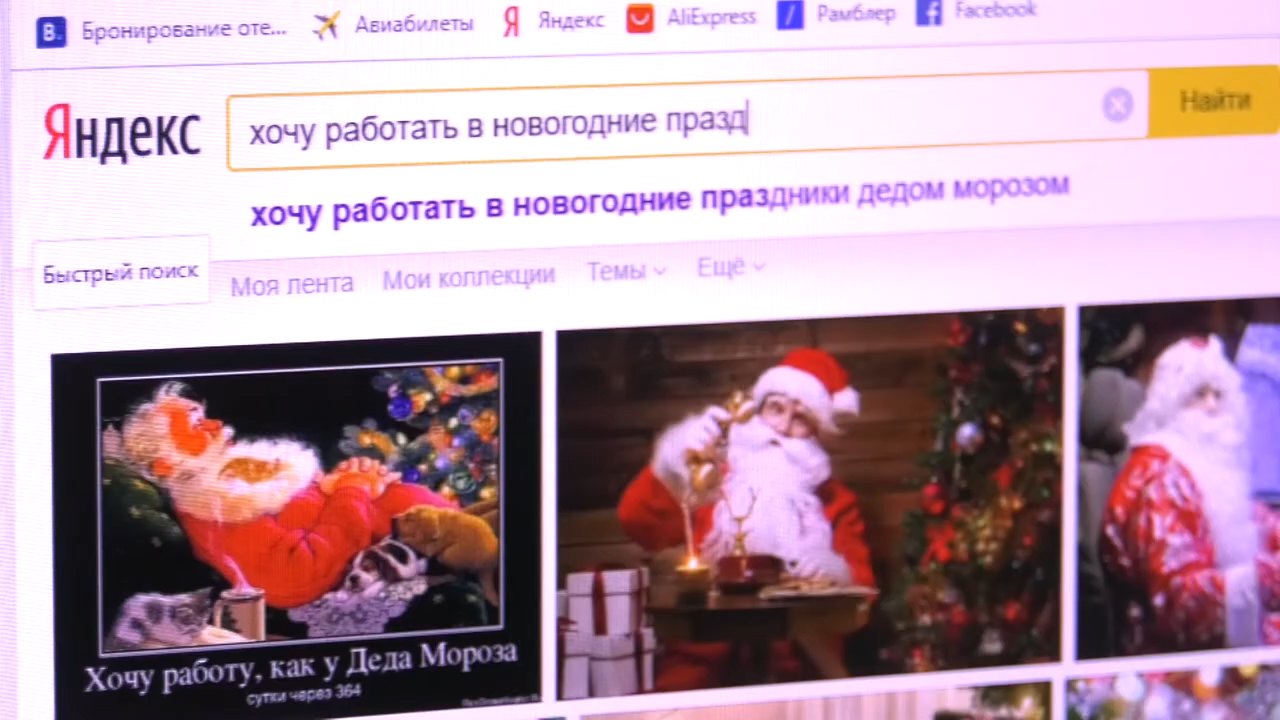 B. Бронирование оте... Авиабилеты Я Яндекс AliExpress Рамблер f Facebook
Яндекс
хочу работать в новогодние празд
Найти
хочу работать в новогодние праздники дедом морозом
Быстрый поиск Моя лента Мои коллекции Темы Ещё
Хочу работу, как у Деда Мороза
сутки через 364